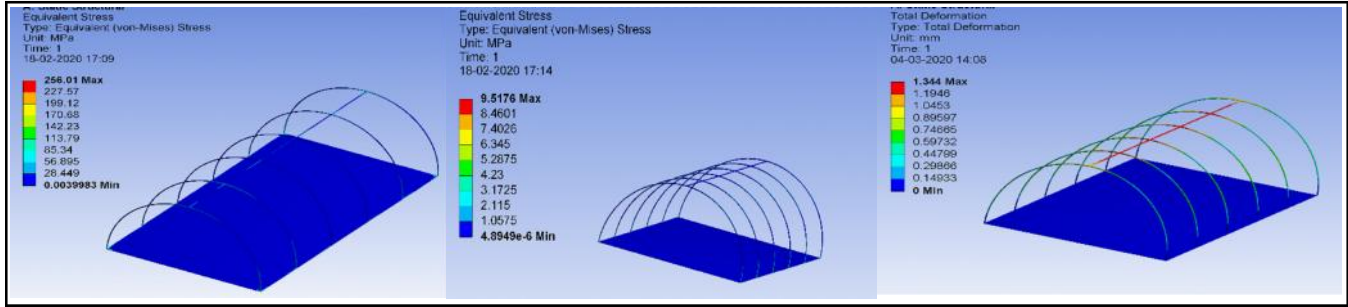 A: Static Structural
Equivalent Stress
Type: Equivalent (von-Mises) Stress
Unit: MPa
Time: 1
18-02-2020 17:09
256.01 Max
227.57
199.12
170.68
142.23
113.79
85.34
56.895
28.449
0.0039983 Min
Equivalent Stress
Type: Equivalent (von-Mises) Stress
Unit: MPa
Time: 1
18-02-2020 17:14
9.5176 Max
8.4601
7.4026
6.345
5.2875
4.23
3.1725
2.115
1.0575
4.8949e-6 Min
Total Deformation
Type: Total Deformation
Unit: mm
Time: 1
04-03-2020 14:08
1.344 Max
1.1946
1.0453
0.89597
0.74665
0.59732
0.44799
0.29866
0.14933
0 Min